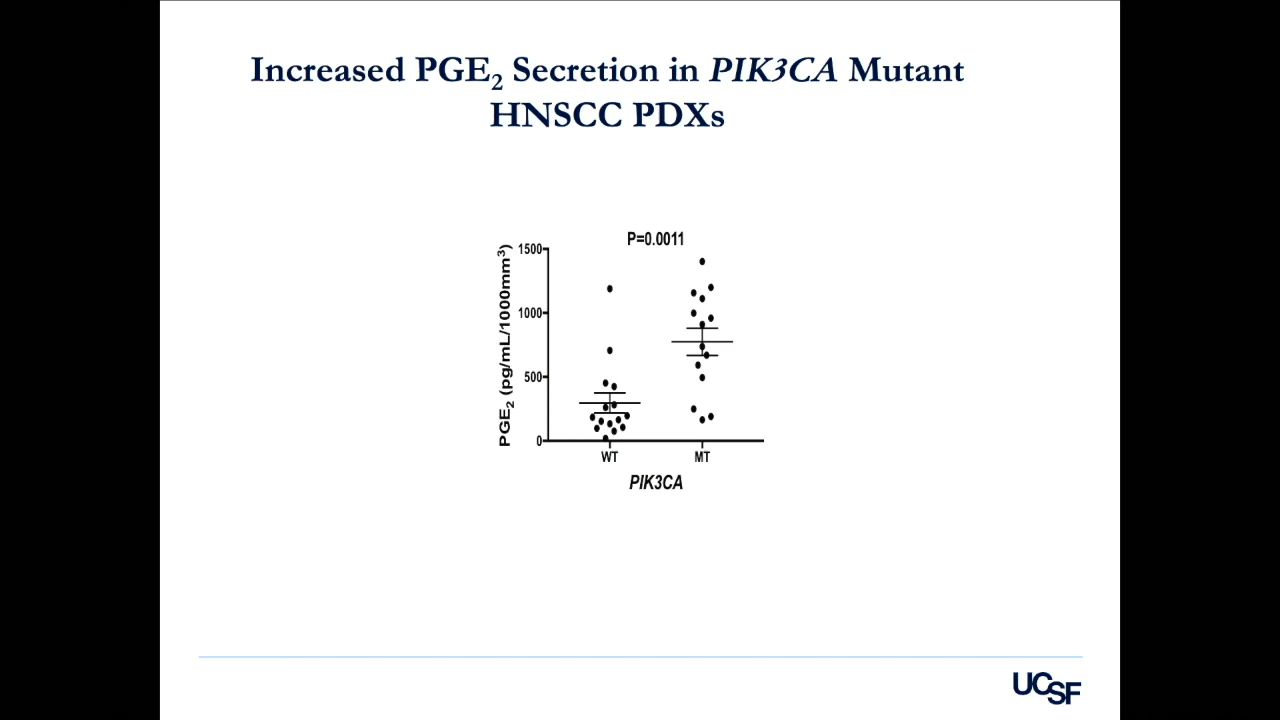 Increased PGE₂ Secretion in PIK3CA Mutant
HNSCC PDXs
P=0.0011
PGE₂ (pg/mL/1000mm³)
1500
1000
500
0
WT MT
PIK3CA
UCSF